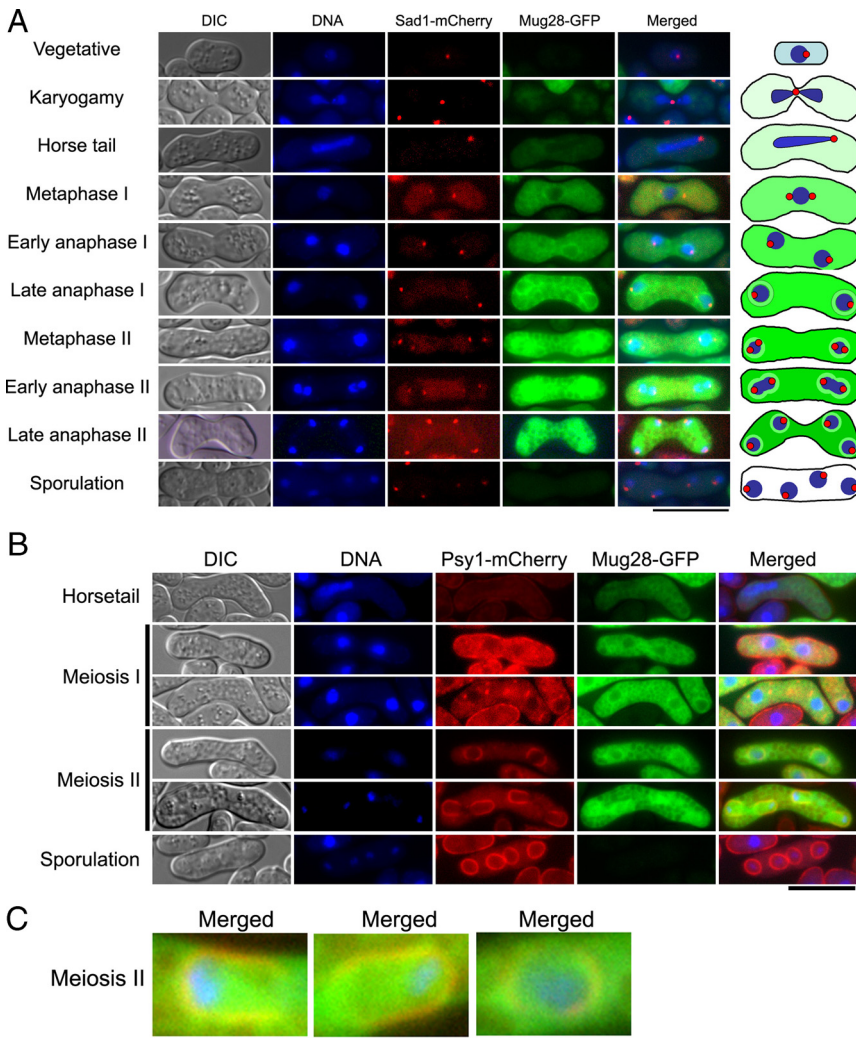 A
DIC DNA Sad1-mCherry Mug28-GFP Merged
Vegetative
Karyogamy
Horse tail
Metaphase I
Early anaphase I
Late anaphase I
Metaphase II
Early anaphase II
Late anaphase II
Sporulation
B
DIC DNA Psy1-mCherry Mug28-GFP Merged
Horsetail
Meiosis I
Meiosis II
Sporulation
C
Merged Merged Merged
Meiosis II